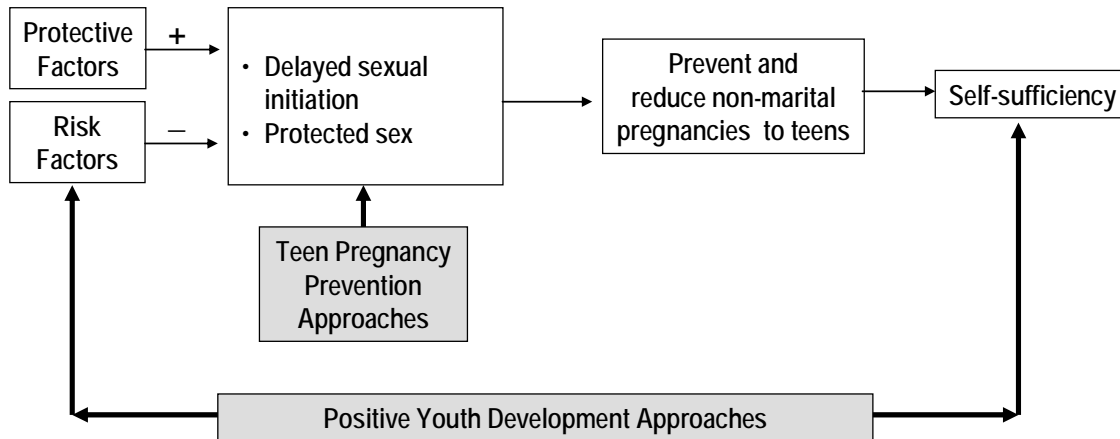 Protective
Factors
+
Risk
Factors
–
• Delayed sexual
initiation
• Protected sex
Prevent and
reduce non-marital
pregnancies to teens
Self-sufficiency
Teen Pregnancy
Prevention
Approaches
Positive Youth Development Approaches